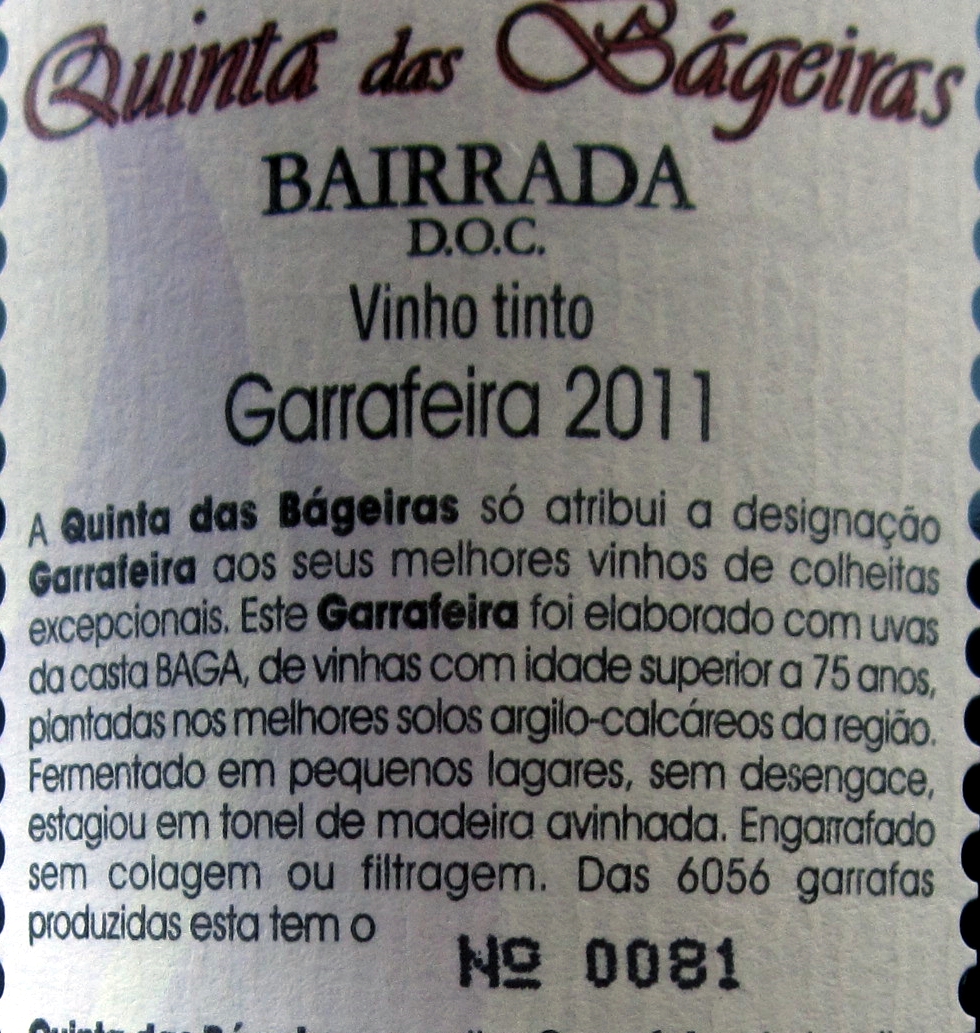 Quinta das Bágeiras
BAIRRADA
D.O.C.
Vinho tinto
Garrafeira 2011
A Quinta das Bágeiras só atribui a designação
Garrafeira aos seus melhores vinhos de colheitas
excepcionais. Este Garrafeira foi elaborado com uvas
da casta BAGA, de vinhas com idade superior a 75 anos,
plantadas nos melhores solos argilo-calcáreos da região.
Fermentado em pequenos lagares, sem desengace,
estagiou em tonel de madeira avinhada. Engarrafado
sem colagem ou filtragem. Das 6056 garrafas
produzidas esta tem o
Nº 0081
Quinta das